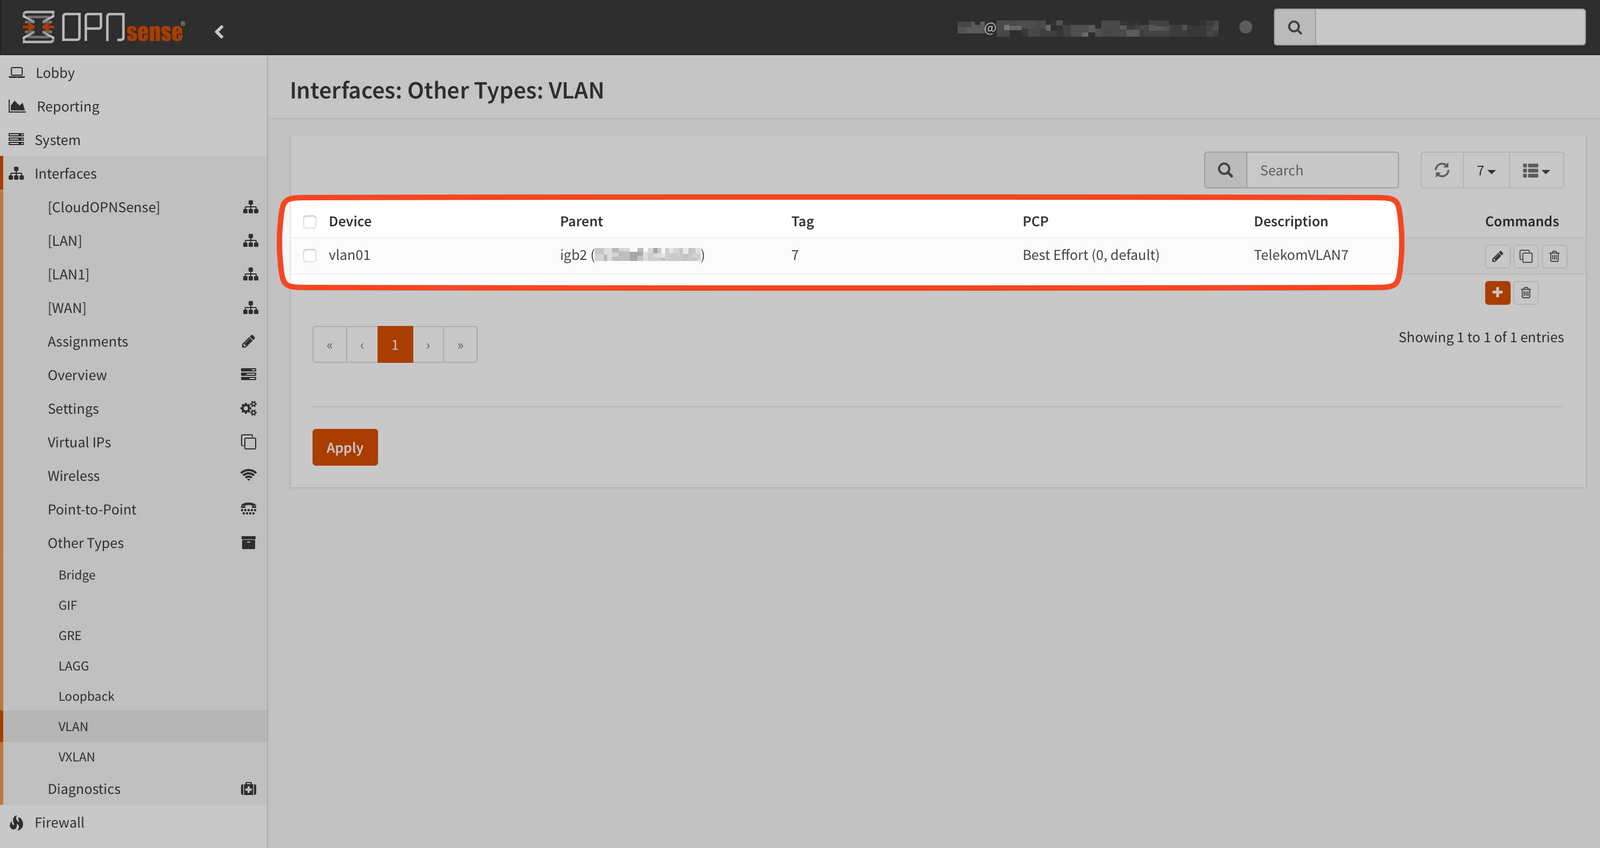 OPNsense®
@
Lobby
Reporting
System
Interfaces
[CloudOPNSense]
[LAN]
[LAN1]
[WAN]
Assignments
Overview
Settings
Virtual IPs
Wireless
Point-to-Point
Other Types
Bridge
GIF
GRE
LAGG
Loopback
VLAN
VXLAN
Diagnostics
Firewall
Interfaces: Other Types: VLAN
Search
7
Device Parent Tag PCP Description Commands
vlan01 igb2 ( ) 7 Best Effort (0, default) TelekomVLAN7
« ‹ 1 › »
Showing 1 to 1 of 1 entries
Apply